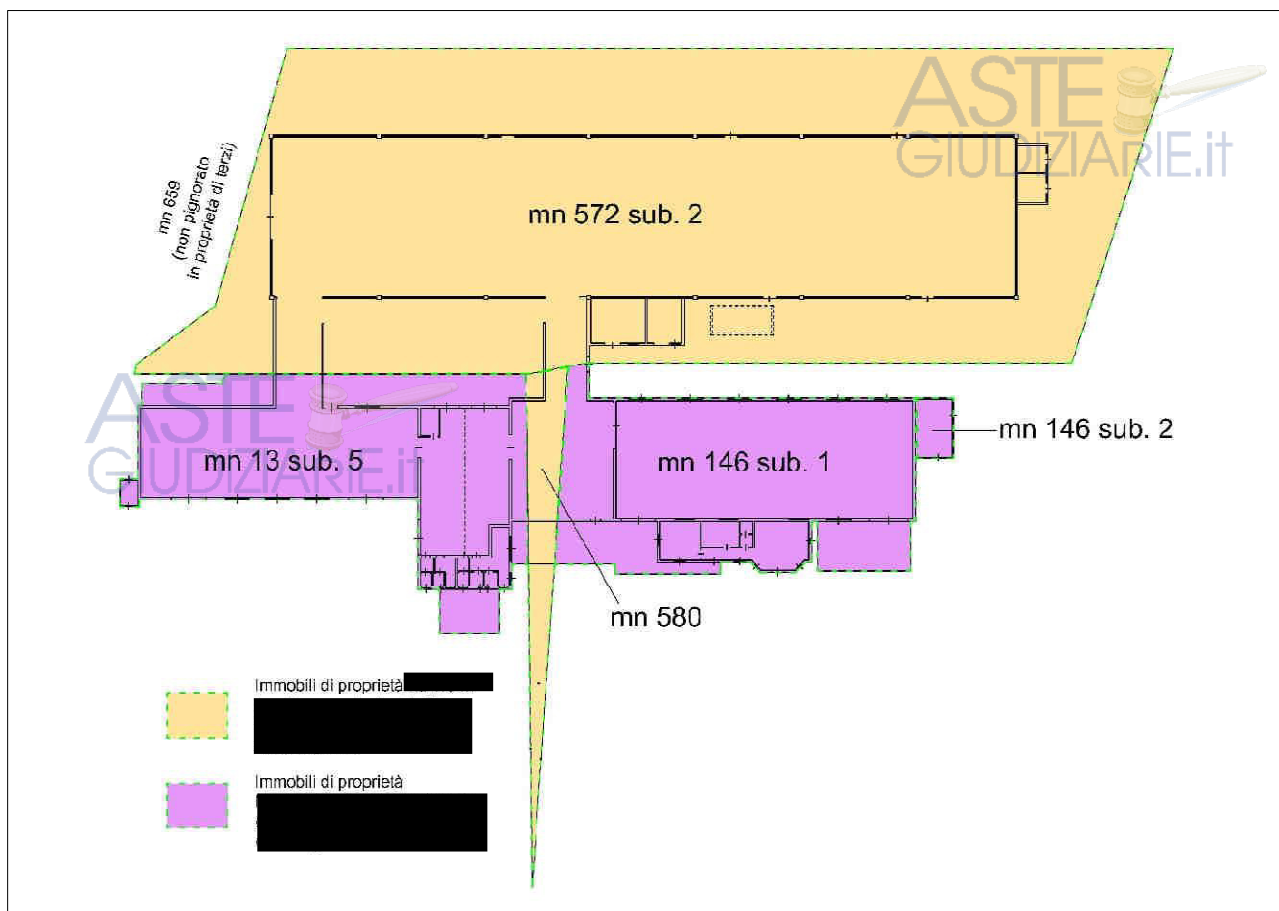 ASTE
GIUDIZIARIE.it
mn 659
(non pignorato
in proprietà di terzi)
mn 572 sub. 2
ASTE
GIUDIZIARIE.it
mn 13 sub. 5
mn 146 sub. 1
mn 146 sub. 2
mn 580
Immobili di proprietà
Immobili di proprietà